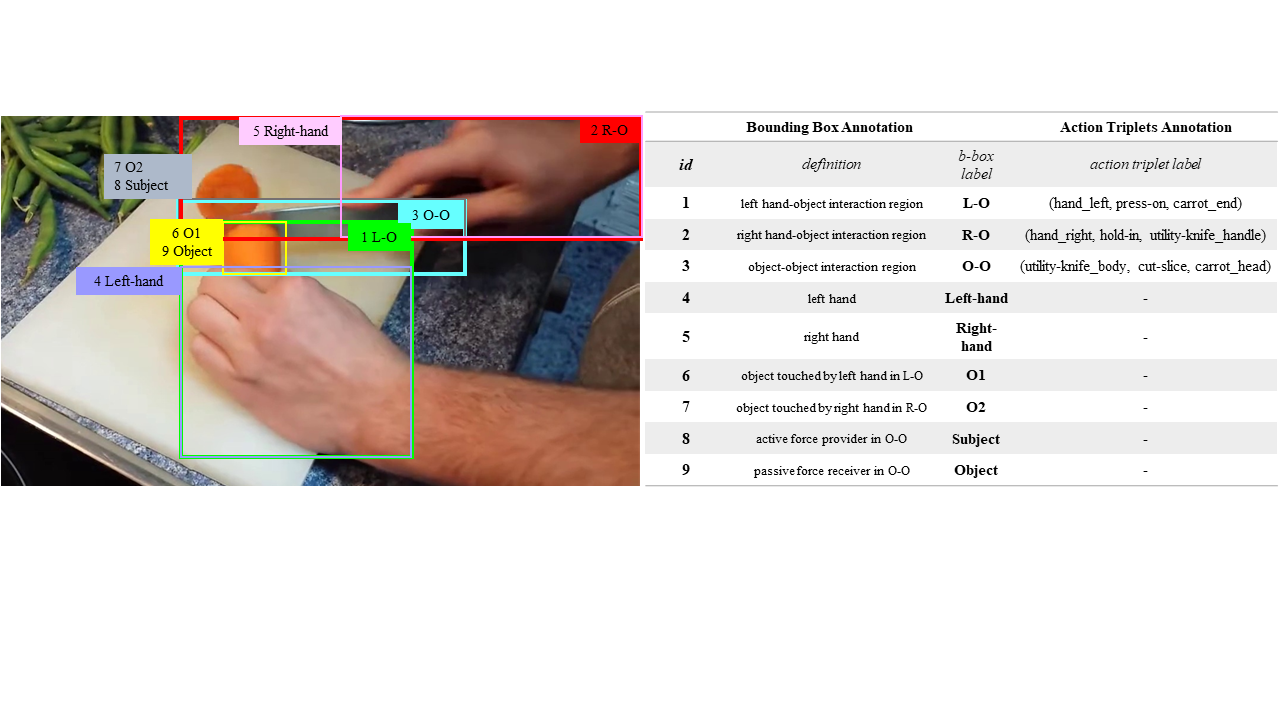 5 Right-hand
2 R-O
7 O2
8 Subject
3 O-O
6 O1
9 Object
1 L-O
4 Left-hand
Bounding Box Annotation Action Triplets Annotation
id definition b-box label action triplet label
1 left hand-object interaction region L-O (hand_left, press-on, carrot_end)
2 right hand-object interaction region R-O (hand_right, hold-in, utility-knife_handle)
3 object-object interaction region O-O (utility-knife_body, cut-slice, carrot_head)
4 left hand Left-hand -
5 right hand Right-hand -
6 object touched by left hand in L-O O1 -
7 object touched by right hand in R-O O2 -
8 active force provider in O-O Subject -
9 passive force receiver in O-O Object -